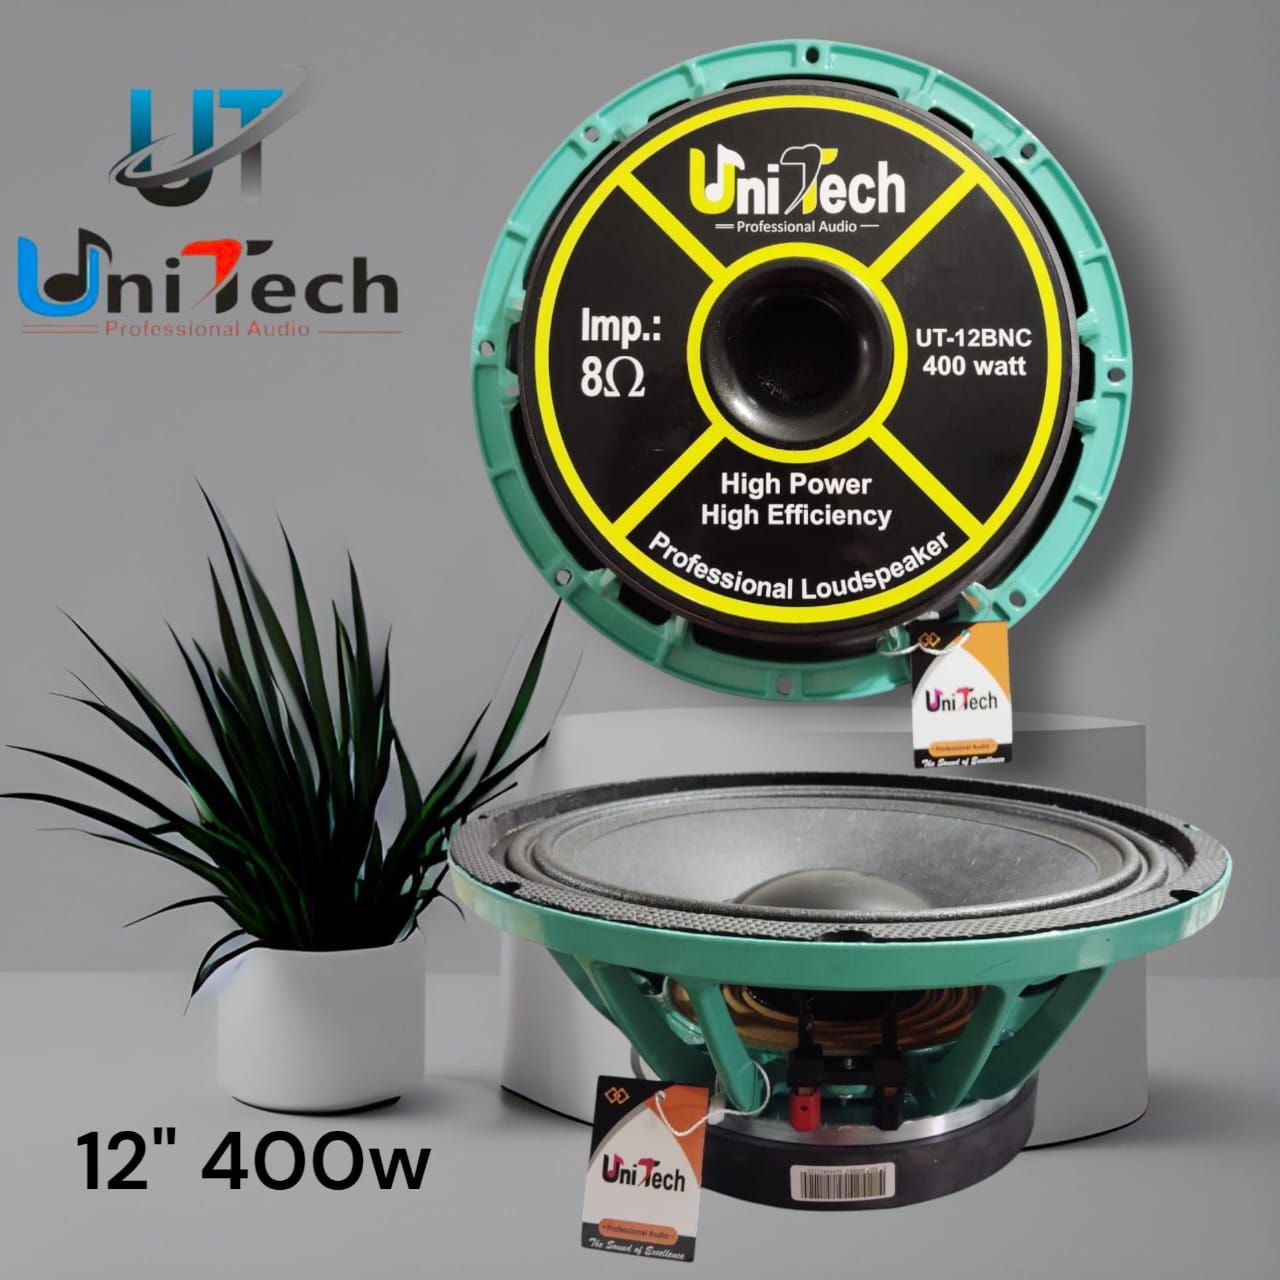 UT
UniTech
Professional Audio
UniTech
Professional Audio
Imp.:
8Ω
UT-12BNC
400 watt
High Power
High Efficiency
Professional Loudspeaker
UniTech
Professional Audio
The Sound of Excellence
12" 400w
UniTech
Professional Audio
The Sound of Excellence